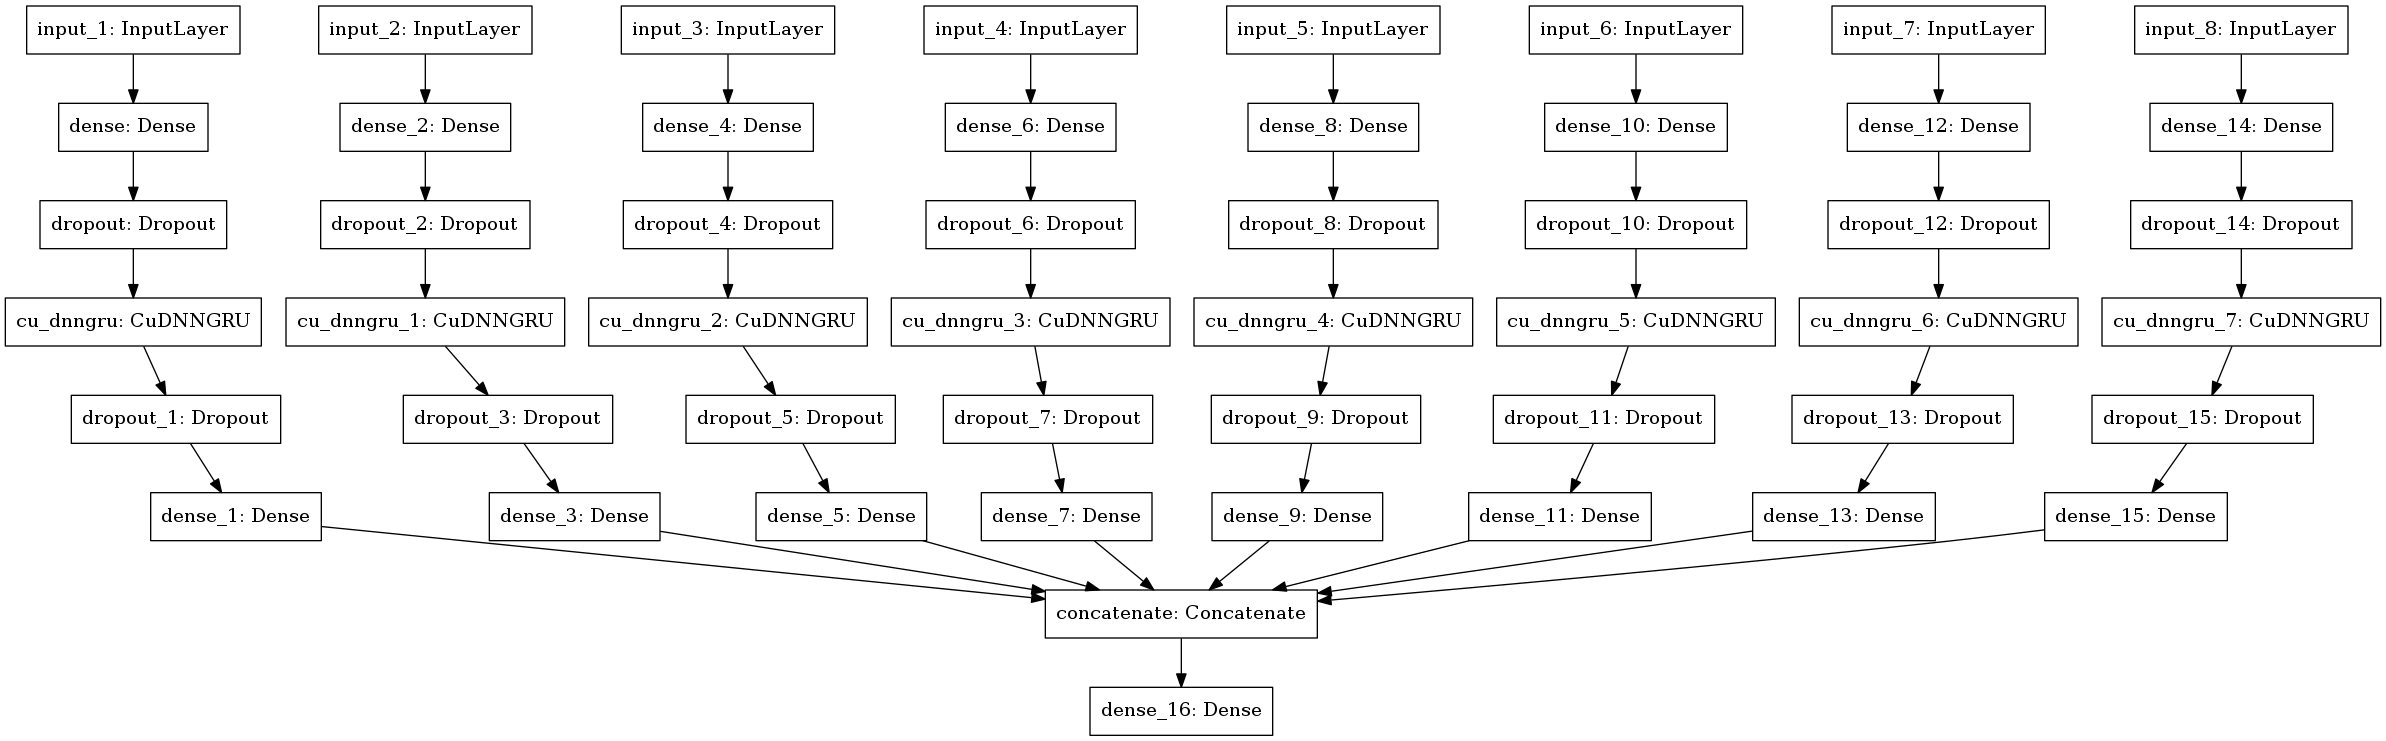 input_1: InputLayer
input_2: InputLayer
input_3: InputLayer
input_4: InputLayer
input_5: InputLayer
input_6: InputLayer
input_7: InputLayer
input_8: InputLayer
dense: Dense
dense_2: Dense
dense_4: Dense
dense_6: Dense
dense_8: Dense
dense_10: Dense
dense_12: Dense
dense_14: Dense
dropout: Dropout
dropout_2: Dropout
dropout_4: Dropout
dropout_6: Dropout
dropout_8: Dropout
dropout_10: Dropout
dropout_12: Dropout
dropout_14: Dropout
cu_dnngru: CuDNNGRU
cu_dnngru_1: CuDNNGRU
cu_dnngru_2: CuDNNGRU
cu_dnngru_3: CuDNNGRU
cu_dnngru_4: CuDNNGRU
cu_dnngru_5: CuDNNGRU
cu_dnngru_6: CuDNNGRU
cu_dnngru_7: CuDNNGRU
dropout_1: Dropout
dropout_3: Dropout
dropout_5: Dropout
dropout_7: Dropout
dropout_9: Dropout
dropout_11: Dropout
dropout_13: Dropout
dropout_15: Dropout
dense_1: Dense
dense_3: Dense
dense_5: Dense
dense_7: Dense
dense_9: Dense
dense_11: Dense
dense_13: Dense
dense_15: Dense
concatenate: Concatenate
dense_16: Dense